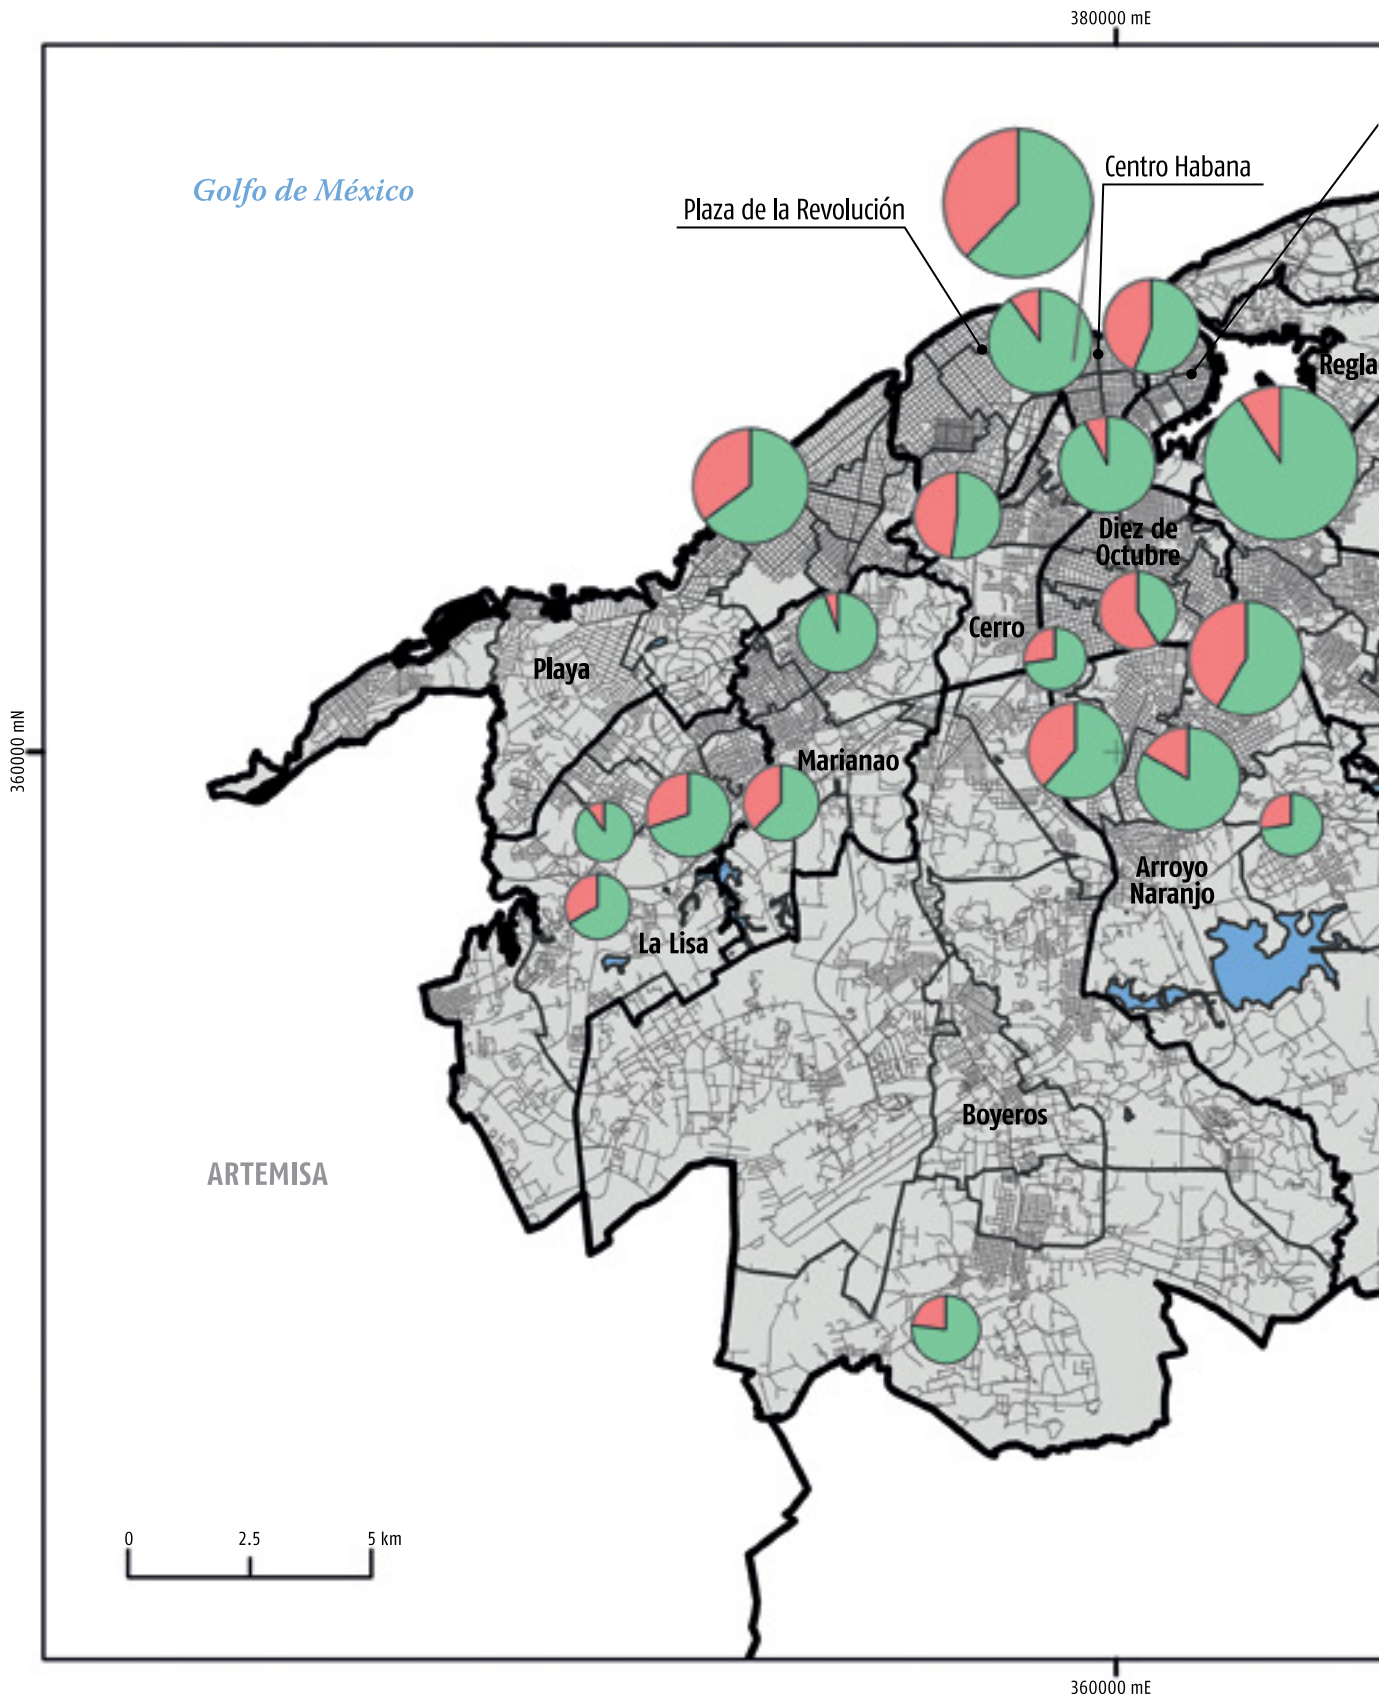 380000 mE
Centro Habana
Golfo de México
Plaza de la Revolución
Regla
Diez de
Octubre
Cerro
Playa
360000 mN
Marianao
Arroyo
Naranjo
La Lisa
Boyeros
ARTEMISA
0 2.5 5 km
360000 mE